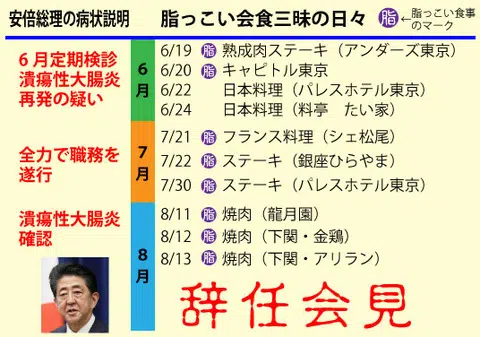 安倍総理の病状説明
脂っこい会食三昧の日々
脂 ←脂っこい食事のマーク
6月定期検診
潰瘍性大腸炎
再発の疑い
6月
6/19 脂 熟成肉ステーキ（アンダーズ東京）
6/20 脂 キャピトル東京
6/22 日本料理（パレスホテル東京）
6/24 日本料理（料亭　たい家）
全力で職務を
遂行
7月
7/21 脂 フランス料理（シェ松尾）
7/22 脂 ステーキ（銀座ひらやま）
7/30 脂 ステーキ（パレスホテル東京）
潰瘍性大腸炎
確認
8月
8/11 脂 焼肉（龍月園）
8/12 脂 焼肉（下関・金鶏）
8/13 脂 焼肉（下関・アリラン）
辞任会見